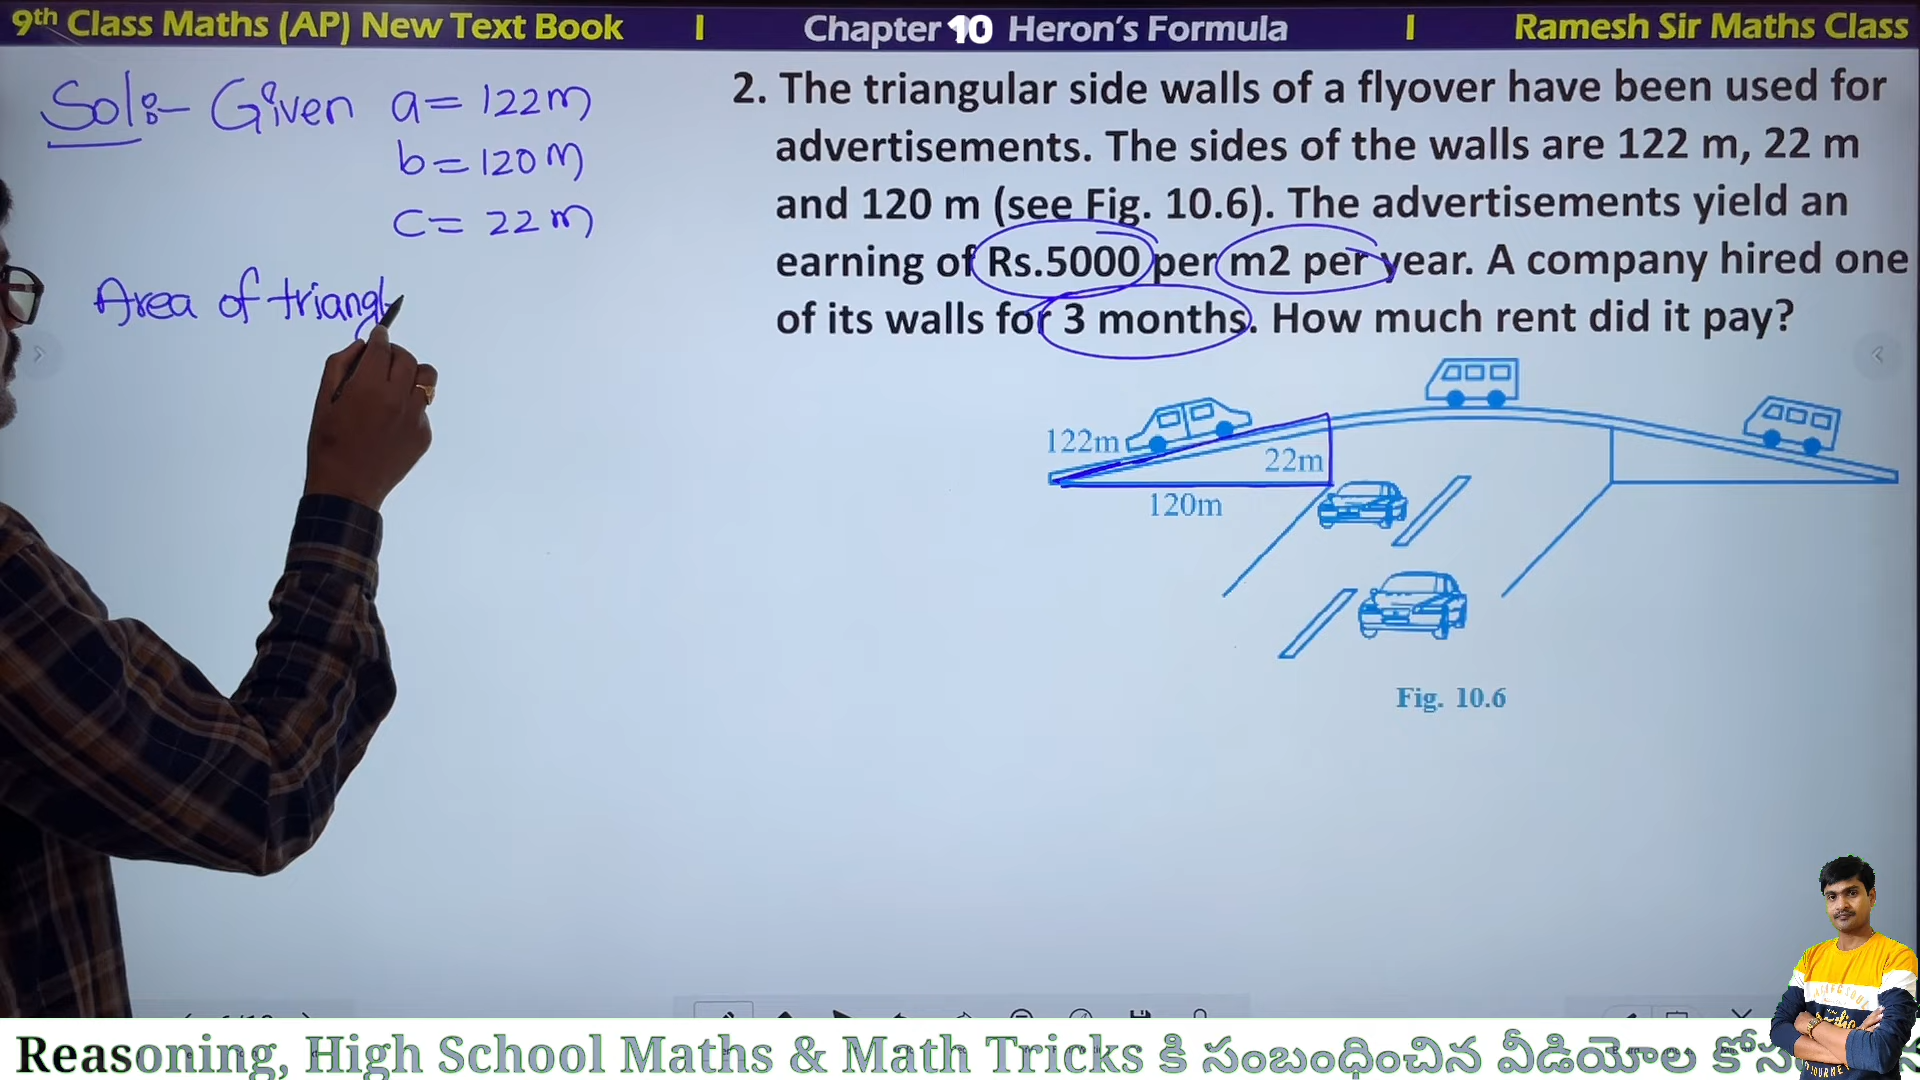 9th Class Maths (AP) New Text Book I Chapter 10 Heron's Formula I Ramesh Sir Maths Class
Sol:- Given a = 122m
b = 120m
c = 22m
Area of triangl
2. The triangular side walls of a flyover have been used for
advertisements. The sides of the walls are 122 m, 22 m
and 120 m (see Fig. 10.6). The advertisements yield an
earning of Rs.5000 per m2 per year. A company hired one
of its walls for 3 months. How much rent did it pay?
122m
22m
120m
Fig. 10.6
Reasoning, High School Maths & Math Tricks కి సంబంధించిన వీడియోల